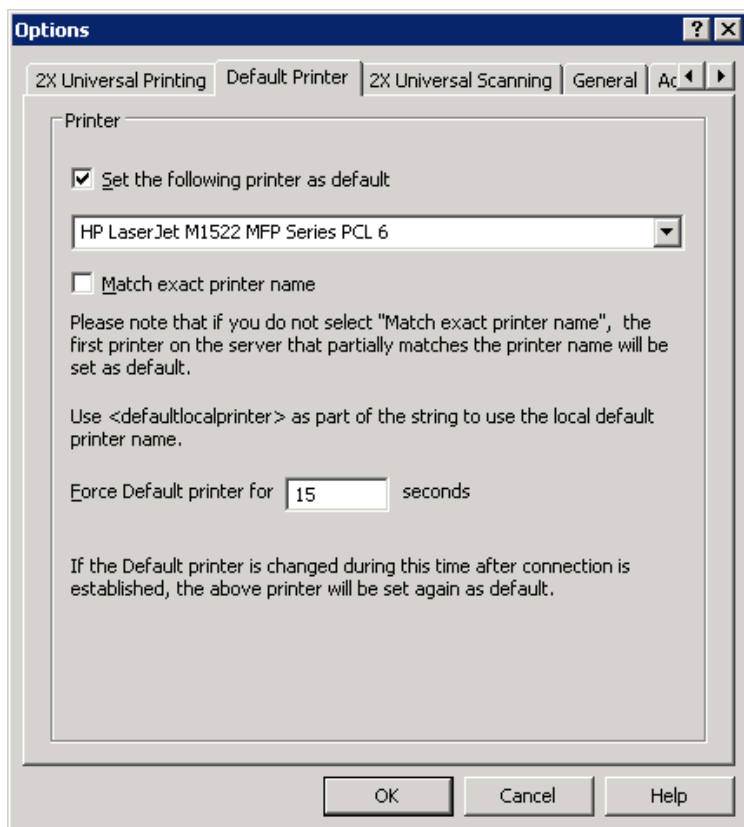 Options
2X Universal Printing Default Printer 2X Universal Scanning General
Printer
Set the following printer as default
HP LaserJet M1522 MFP Series PCL 6
Match exact printer name
Please note that if you do not select "Match exact printer name", the
first printer on the server that partially matches the printer name will be
set as default.
Use <defaultlocalprinter> as part of the string to use the local default
printer name.
Force Default printer for 15 seconds
If the Default printer is changed during this time after connection is
established, the above printer will be set again as default.
OK Cancel Help